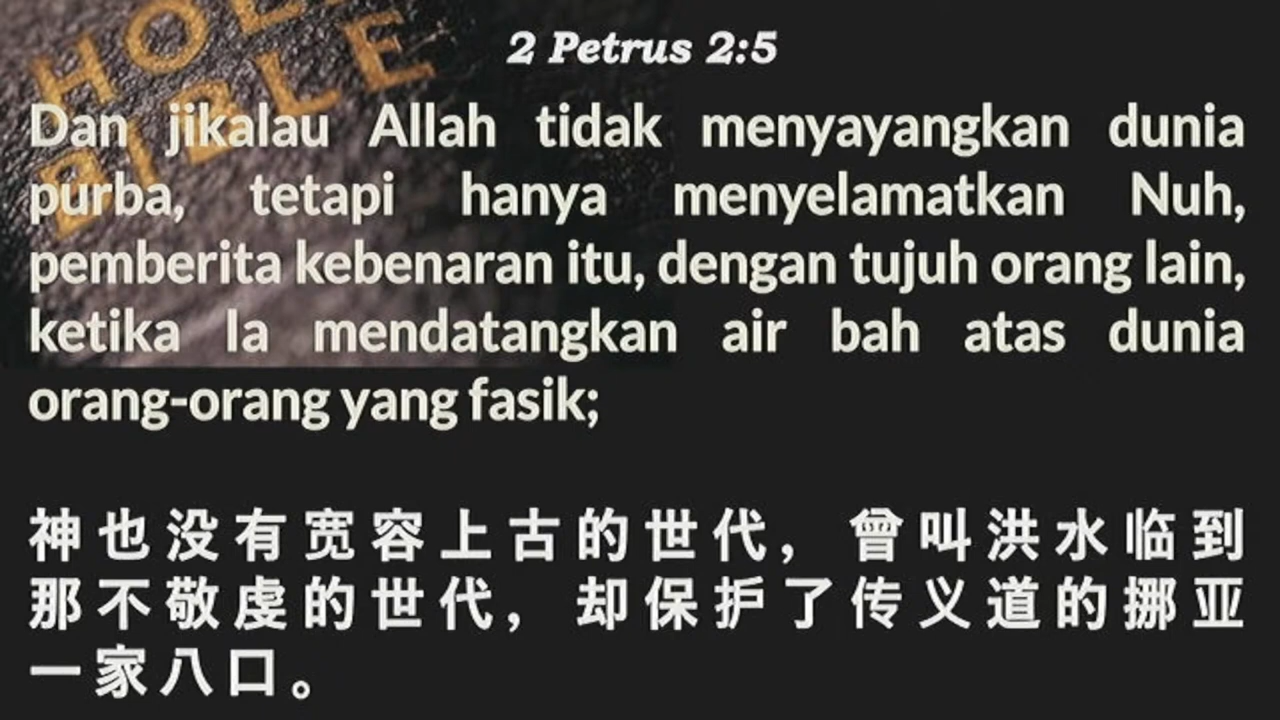 HOLY
BIBLE
2 Petrus 2:5
Dan jikalau Allah tidak menyayangkan dunia
purba, tetapi hanya menyelamatkan Nuh,
pemberita kebenaran itu, dengan tujuh orang lain,
ketika Ia mendatangkan air bah atas dunia
orang-orang yang fasik;
神也没有宽容上古的世代，曾叫洪水临到
那不敬虔的世代，却保护了传义道的挪亚
一家八口。